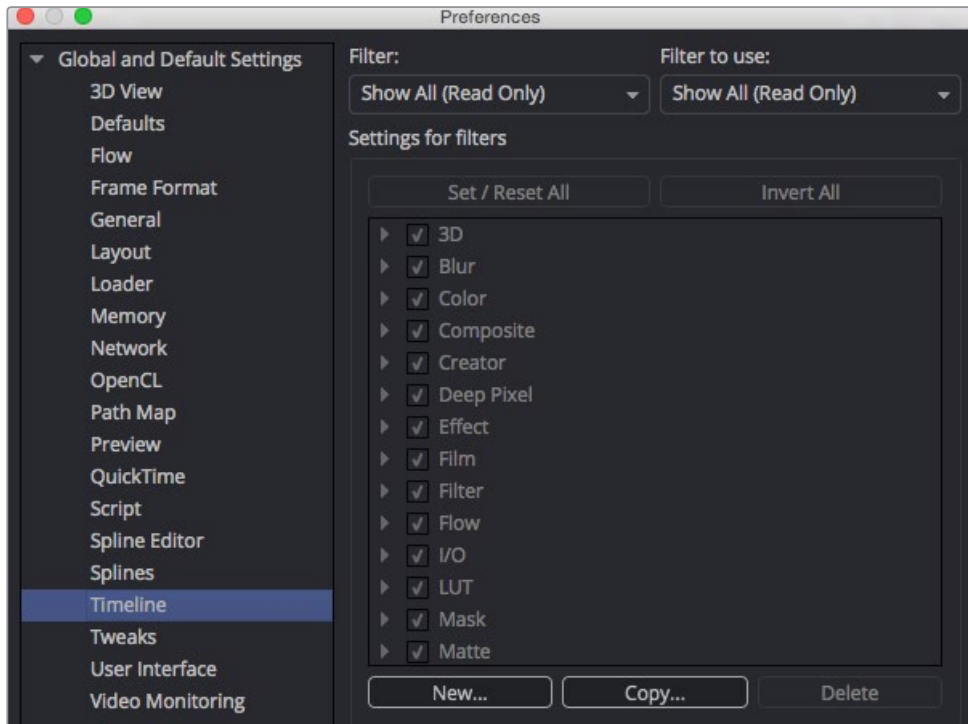 Preferences
Global and Default Settings
3D View
Defaults
Flow
Frame Format
General
Layout
Loader
Memory
Network
OpenCL
Path Map
Preview
QuickTime
Script
Spline Editor
Splines
Timeline
Tweaks
User Interface
Video Monitoring
Filter:
Filter to use:
Show All (Read Only)
Show All (Read Only)
Settings for filters
Set / Reset All
Invert All
3D
Blur
Color
Composite
Creator
Deep Pixel
Effect
Film
Filter
Flow
I/O
LUT
Mask
Matte
New...
Copy...
Delete